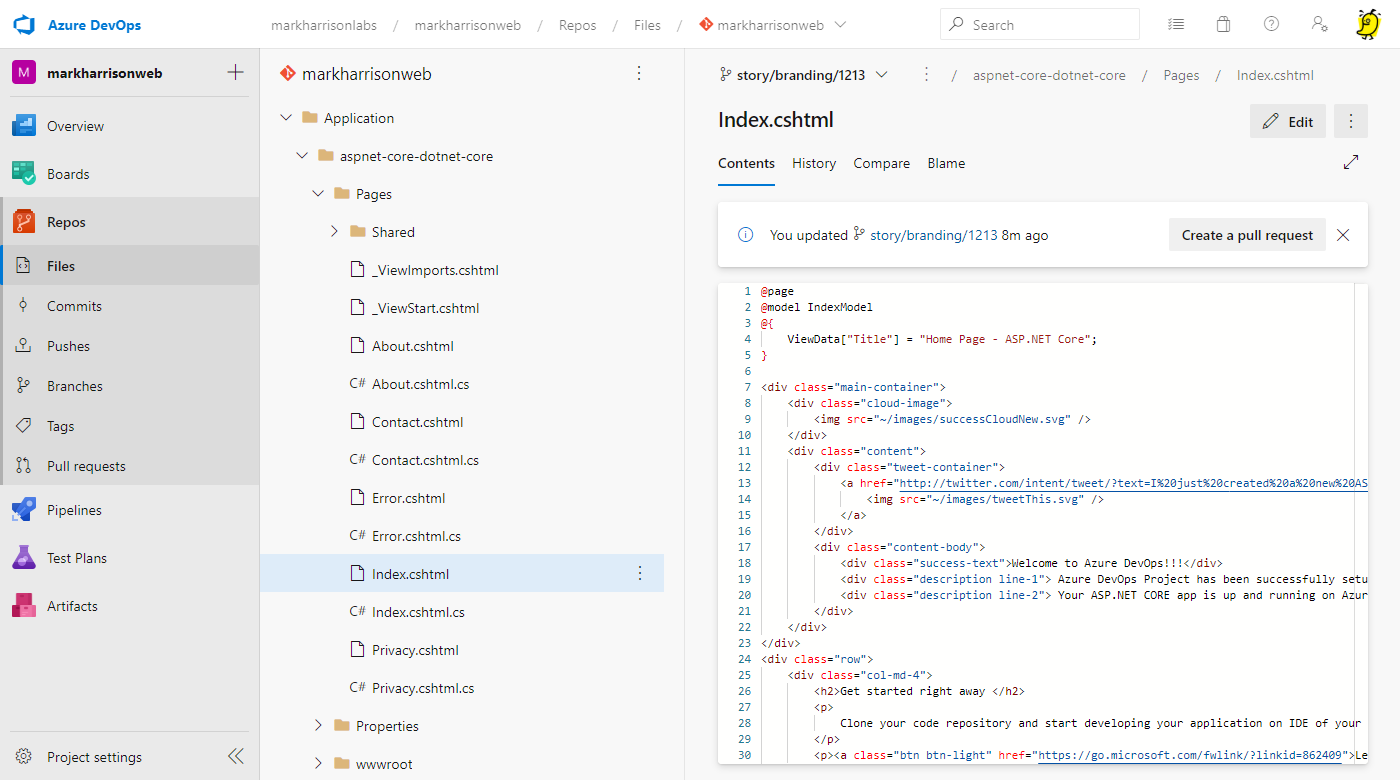 Azure DevOps
markharrisonlabs / markharrisonweb / Repos / Files / markharrisonweb
Search
M markharrisonweb
Overview
Boards
Repos
Files
Commits
Pushes
Branches
Tags
Pull requests
Pipelines
Test Plans
Artifacts
Project settings
markharrisonweb
Application
aspnet-core-dotnet-core
Pages
Shared
_ViewImports.cshtml
_ViewStart.cshtml
About.cshtml
C# About.cshtml.cs
Contact.cshtml
C# Contact.cshtml.cs
Error.cshtml
C# Error.cshtml.cs
Index.cshtml
C# Index.cshtml.cs
Privacy.cshtml
C# Privacy.cshtml.cs
Properties
wwwroot
story/branding/1213 / aspnet-core-dotnet-core / Pages / Index.cshtml
Index.cshtml
Edit
Contents History Compare Blame
You updated story/branding/1213 8m ago
Create a pull request
1 @page
2 @model IndexModel
3 @{
4 ViewData["Title"] = "Home Page - ASP.NET Core";
5 }
6
7 <div class="main-container">
8 <div class="cloud-image">
9 <img src="~/images/successCloudNew.svg" />
10 </div>
11 <div class="content">
12 <div class="tweet-container">
13 <a href="http://twitter.com/intent/tweet/?text=I%20just%20created%20a%20new%20AS
14 <img src="~/images/tweetThis.svg" />
15 </a>
16 </div>
17 <div class="content-body">
18 <div class="success-text">Welcome to Azure DevOps!!!</div>
19 <div class="description line-1"> Azure DevOps Project has been successfully setu
20 <div class="description line-2"> Your ASP.NET CORE app is up and running on Azur
21 </div>
22 </div>
23 </div>
24 <div class="row">
25 <div class="col-md-4">
26 <h2>Get started right away </h2>
27 <p>
28 Clone your code repository and start developing your application on IDE of your
29 </p>
30 <p><a class="btn btn-light" href="https://go.microsoft.com/fwlink/?linkid=862409">Le